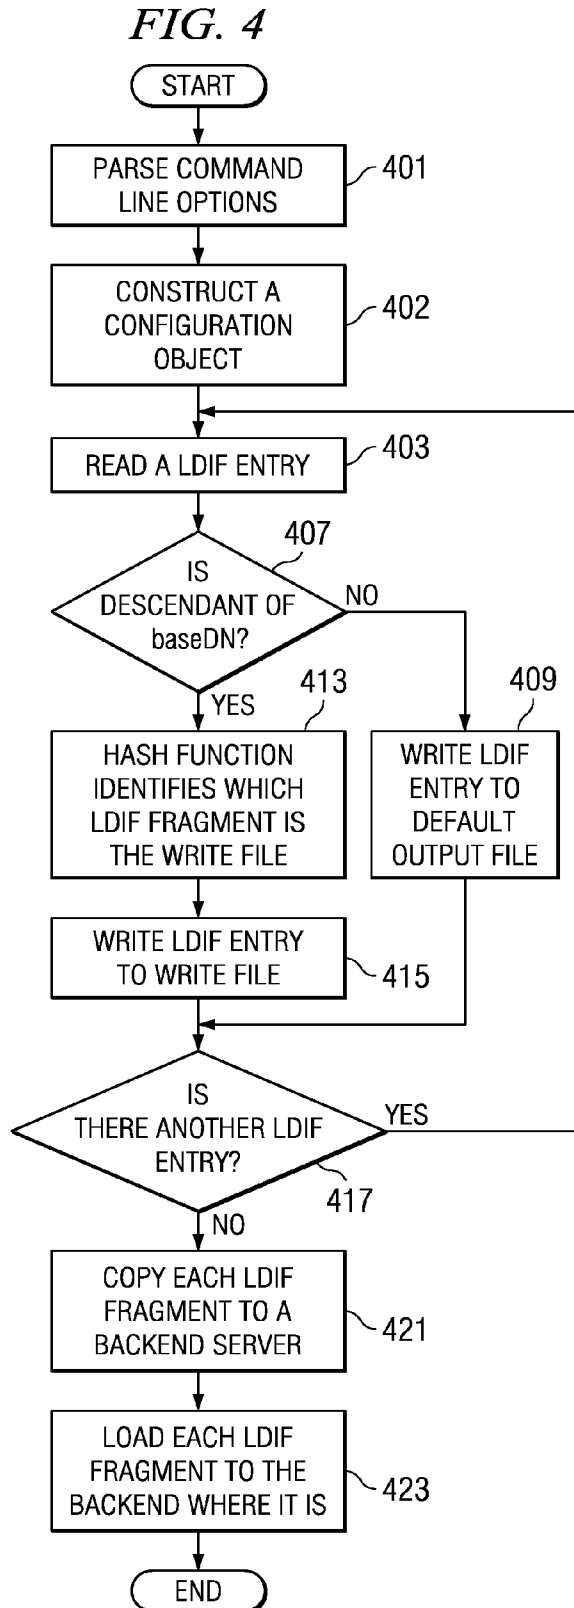 FIG. 4
START
PARSE COMMAND
LINE OPTIONS
401
CONSTRUCT A
CONFIGURATION
OBJECT
402
READ A LDIF ENTRY
403
407
IS
DESCENDANT OF
baseDN?
NO
YES
413
HASH FUNCTION
IDENTIFIES WHICH
LDIF FRAGMENT IS
THE WRITE FILE
409
WRITE LDIF
ENTRY TO
DEFAULT
OUTPUT FILE
WRITE LDIF ENTRY
TO WRITE FILE
415
IS
THERE ANOTHER LDIF
ENTRY?
YES
417
NO
COPY EACH LDIF
FRAGMENT TO A
BACKEND SERVER
421
LOAD EACH LDIF
FRAGMENT TO THE
BACKEND WHERE IT IS
423
END